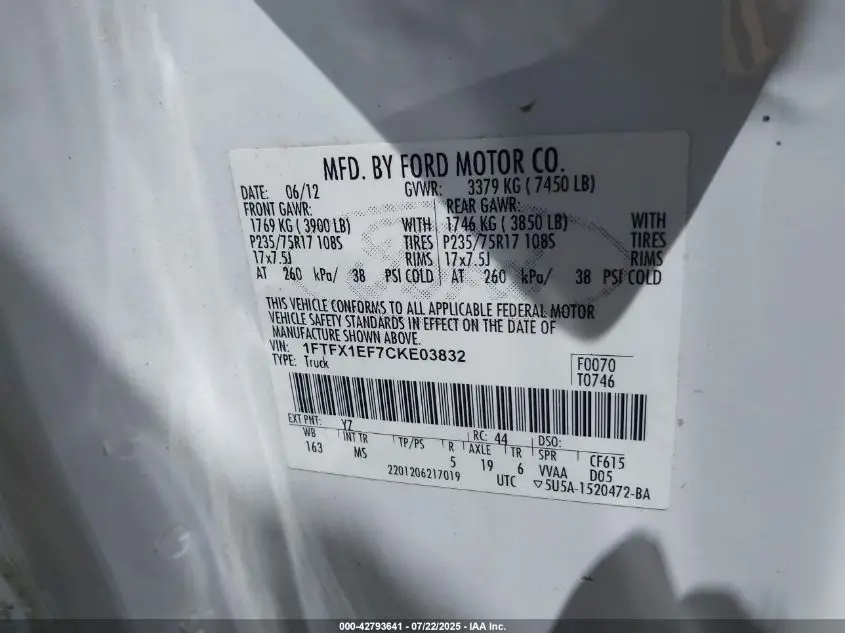 MFD. BY FORD MOTOR CO.
DATE: 06/12 GVWR: 3379 KG ( 7450 LB)
FRONT GAWR: REAR GAWR:
1769 KG ( 3900 LB) WITH 1746 KG ( 3850 LB) WITH
P235/75R17 108S TIRES P235/75R17 108S TIRES
17x7.5J RIMS 17x7.5J RIMS
AT 260 kPa/ 38 PSI COLD AT 260 kPa/ 38 PSI COLD
THIS VEHICLE CONFORMS TO ALL APPLICABLE FEDERAL MOTOR
VEHICLE SAFETY STANDARDS IN EFFECT ON THE DATE OF
MANUFACTURE SHOWN ABOVE.
VIN: 1FTFX1EF7CKE03832 F0070
TYPE: Truck T0746
EXT PNT: YZ RC: 44 DSO:
WB INT TR TP/PS R AXLE TR SPR CF615
163 MS 5 19 6 VVAA D05
2201206217019 UTC ▽5U5A-1520472-BA
000-42793641 - 07/22/2025 - IAA Inc.